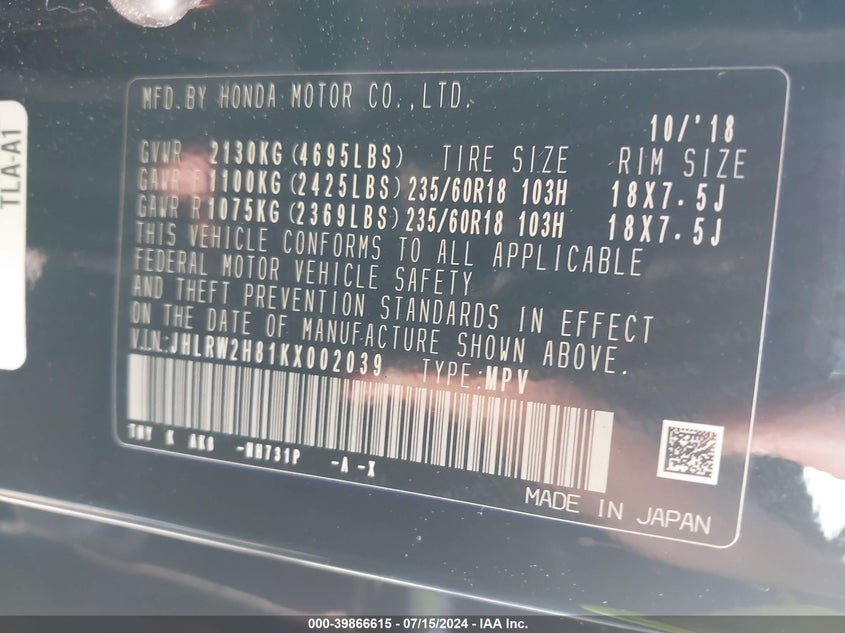 TLA-A1
MFD.BY HONDA MOTOR CO.,LTD.
10/'18
GVWR 2130KG(4695LBS) TIRE SIZE RIM SIZE
GAWR F1100KG(2425LBS)235/60R18 103H 18X7.5J
GAWR R1075KG(2369LBS)235/60R18 103H 18X7.5J
THIS VEHICLE CONFORMS TO ALL APPLICABLE
FEDERAL MOTOR VEHICLE SAFETY
AND THEFT PREVENTION STANDARDS IN EFFECT
ON THE DATE OF MANUFACTURE SHOWN ABOVE.
VIN:JHLRW2H81KX002039 TYPE:MPV
-NH731P -A -X
MADE IN JAPAN
000-39866615 - 07/15/2024 - IAA Inc.